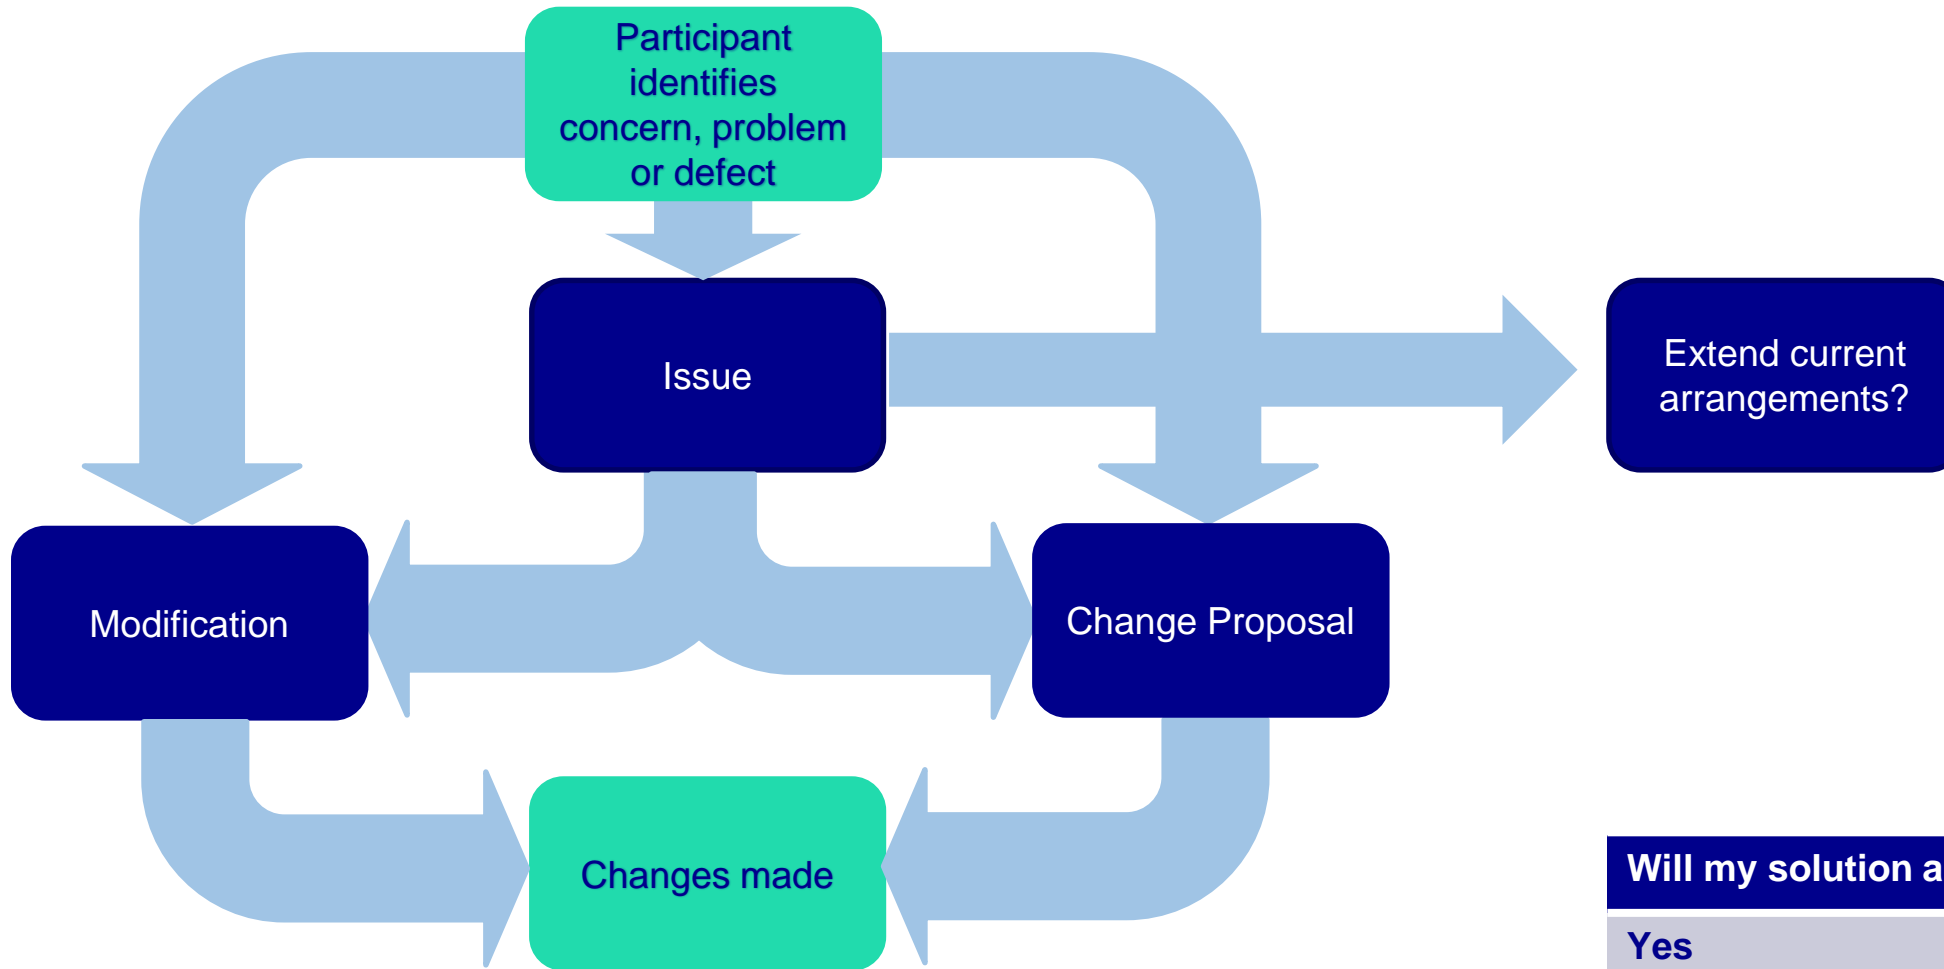 Participant
identifies
concern, problem
or defect
Issue
Extend current
arrangements?
Modification
Change Proposal
Changes made
Will my solution a
Yes